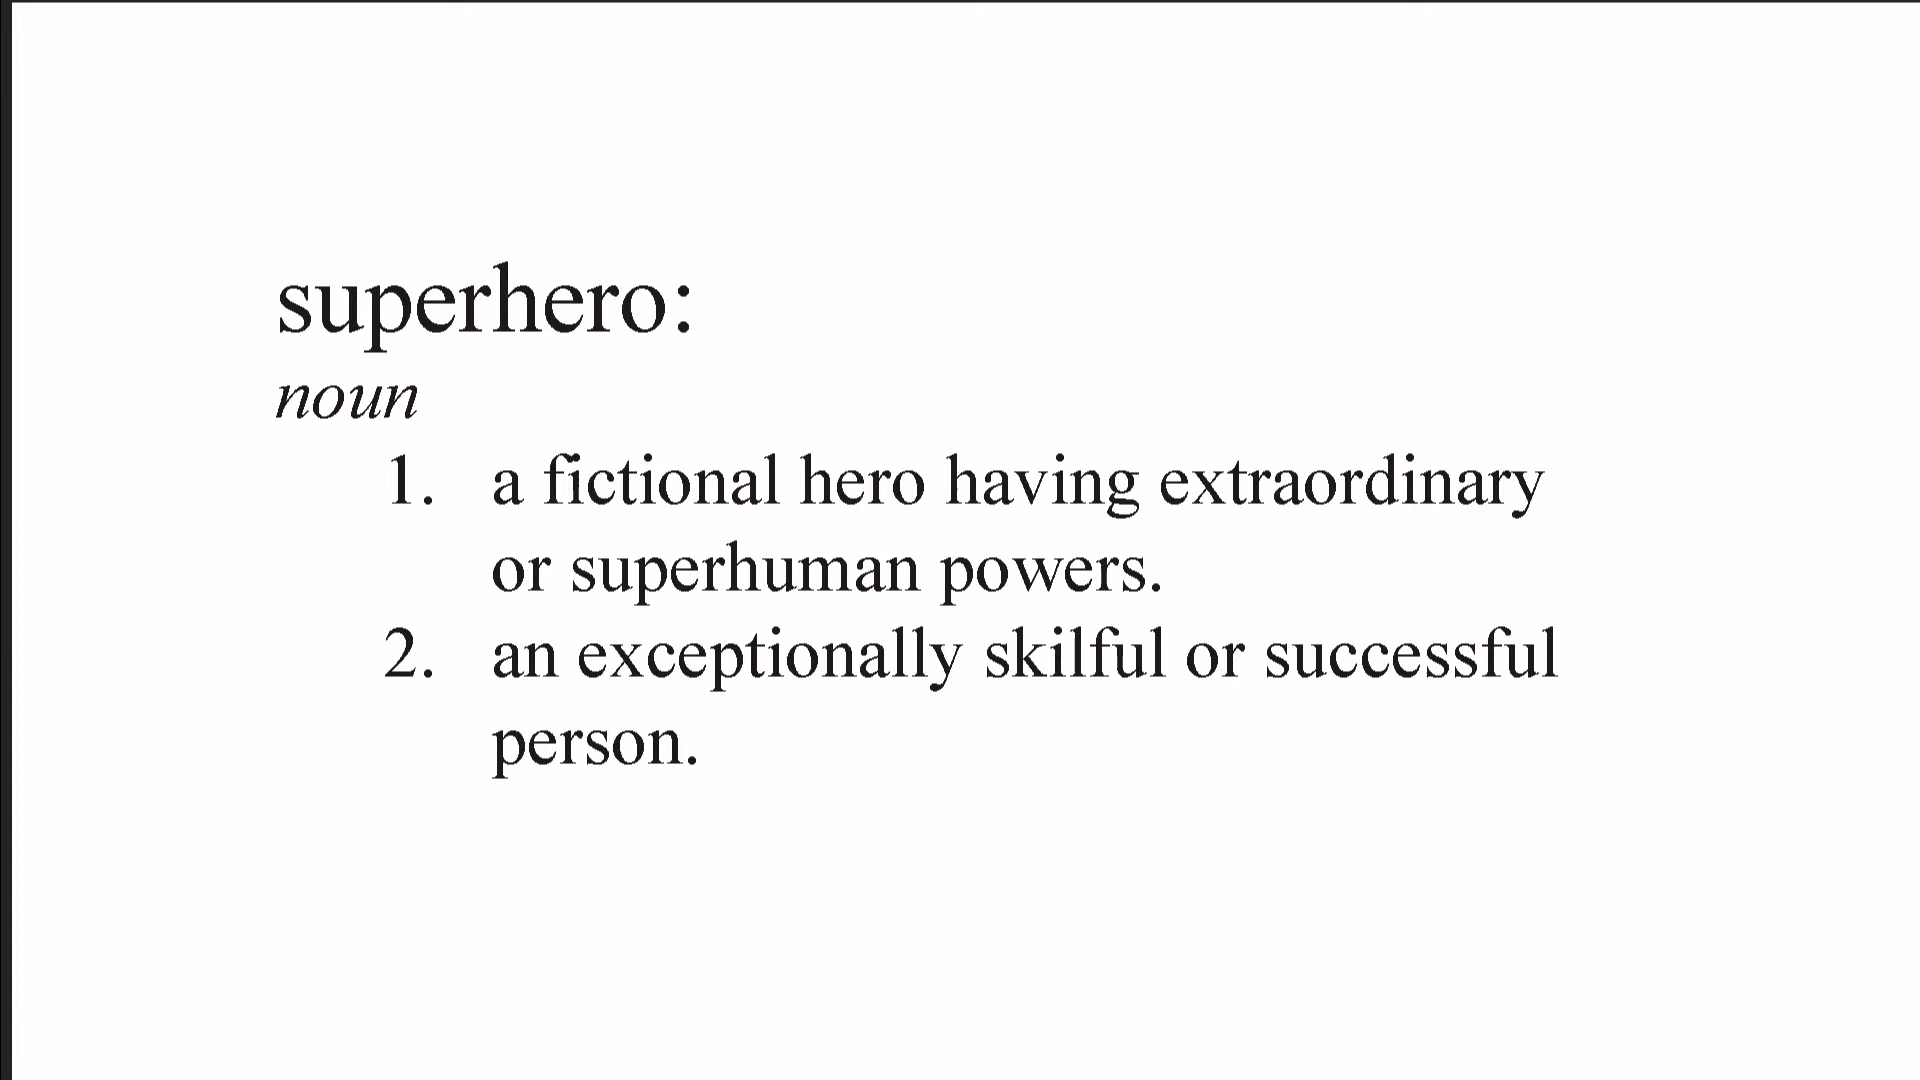 superhero:
noun
1. a fictional hero having extraordinary
or superhuman powers.
2. an exceptionally skilful or successful
person.